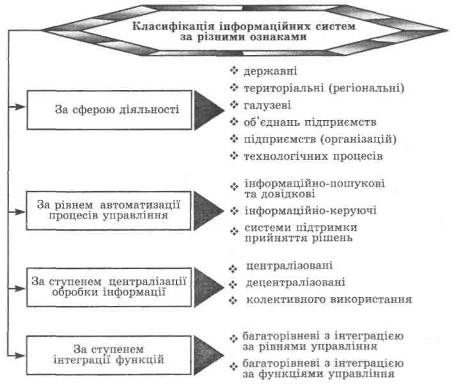 Класифікація інформаційних систем
за різними ознаками
За сферою діяльності
❖ державні
❖ територіальні (регіональні)
❖ галузеві
❖ об'єднань підприємств
❖ підприємств (організацій)
❖ технологічних процесів
За рівнем автоматизації
процесів управління
❖ інформаційно-пошукові
та довідкові
❖ інформаційно-керуючі
❖ системи підтримки
прийняття рішень
За ступенем централізації
обробки інформації
❖ централізовані
❖ децентралізовані
❖ колективного використання
За ступенем
інтеграції функцій
❖ багаторівневі з інтеграцією
за рівнями управління
❖ багаторівневі з інтеграцією
за функціями управління